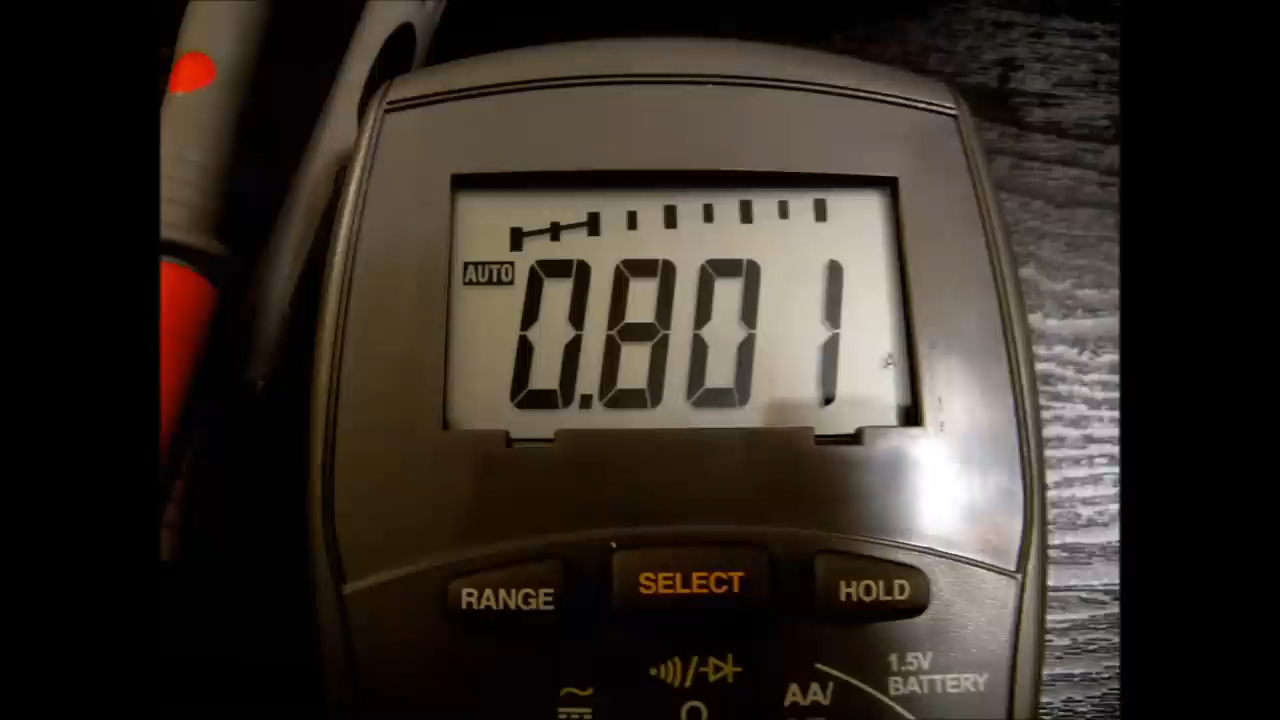 AUTO
0.801
A
RANGE SELECT HOLD
1.5V
BATTERY
AA/
Ω